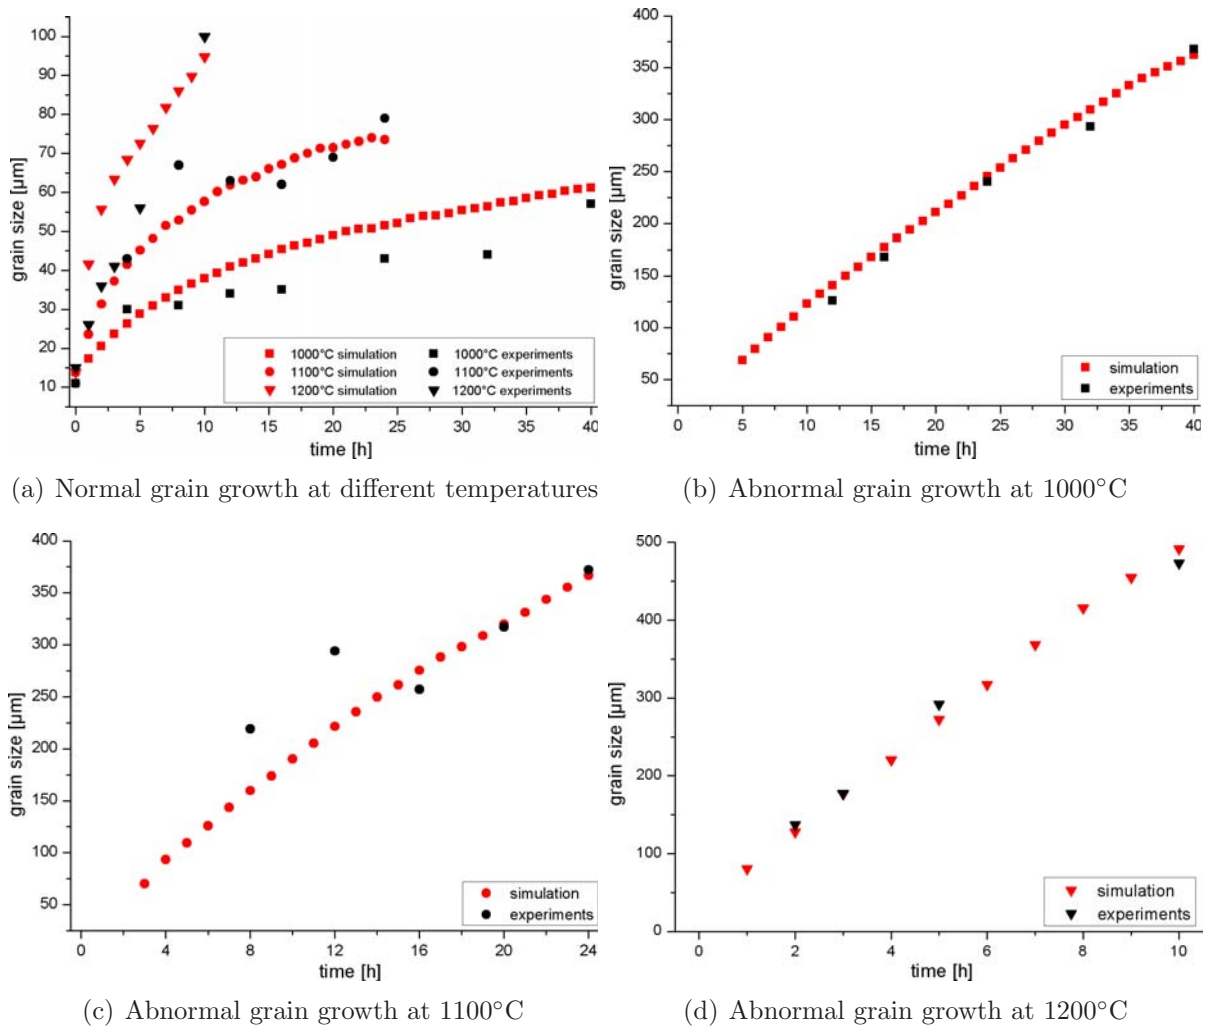 100
90
80
70
60
50
40
30
20
10
grain size [µm]
0 5 10 15 20 25 30 35 40
time [h]
1000°C simulation 1000°C experiments
1100°C simulation 1100°C experiments
1200°C simulation 1200°C experiments
(a) Normal grain growth at different temperatures
400
350
300
250
200
150
100
50
grain size [µm]
0 5 10 15 20 25 30 35 40
time [h]
simulation
experiments
(b) Abnormal grain growth at 1000°C
400
350
300
250
200
150
100
50
grain size [µm]
0 4 8 12 16 20 24
time [h]
simulation
experiments
(c) Abnormal grain growth at 1100°C
500
400
300
200
100
0
grain size [µm]
0 2 4 6 8 10
time [h]
simulation
experiments
(d) Abnormal grain growth at 1200°C